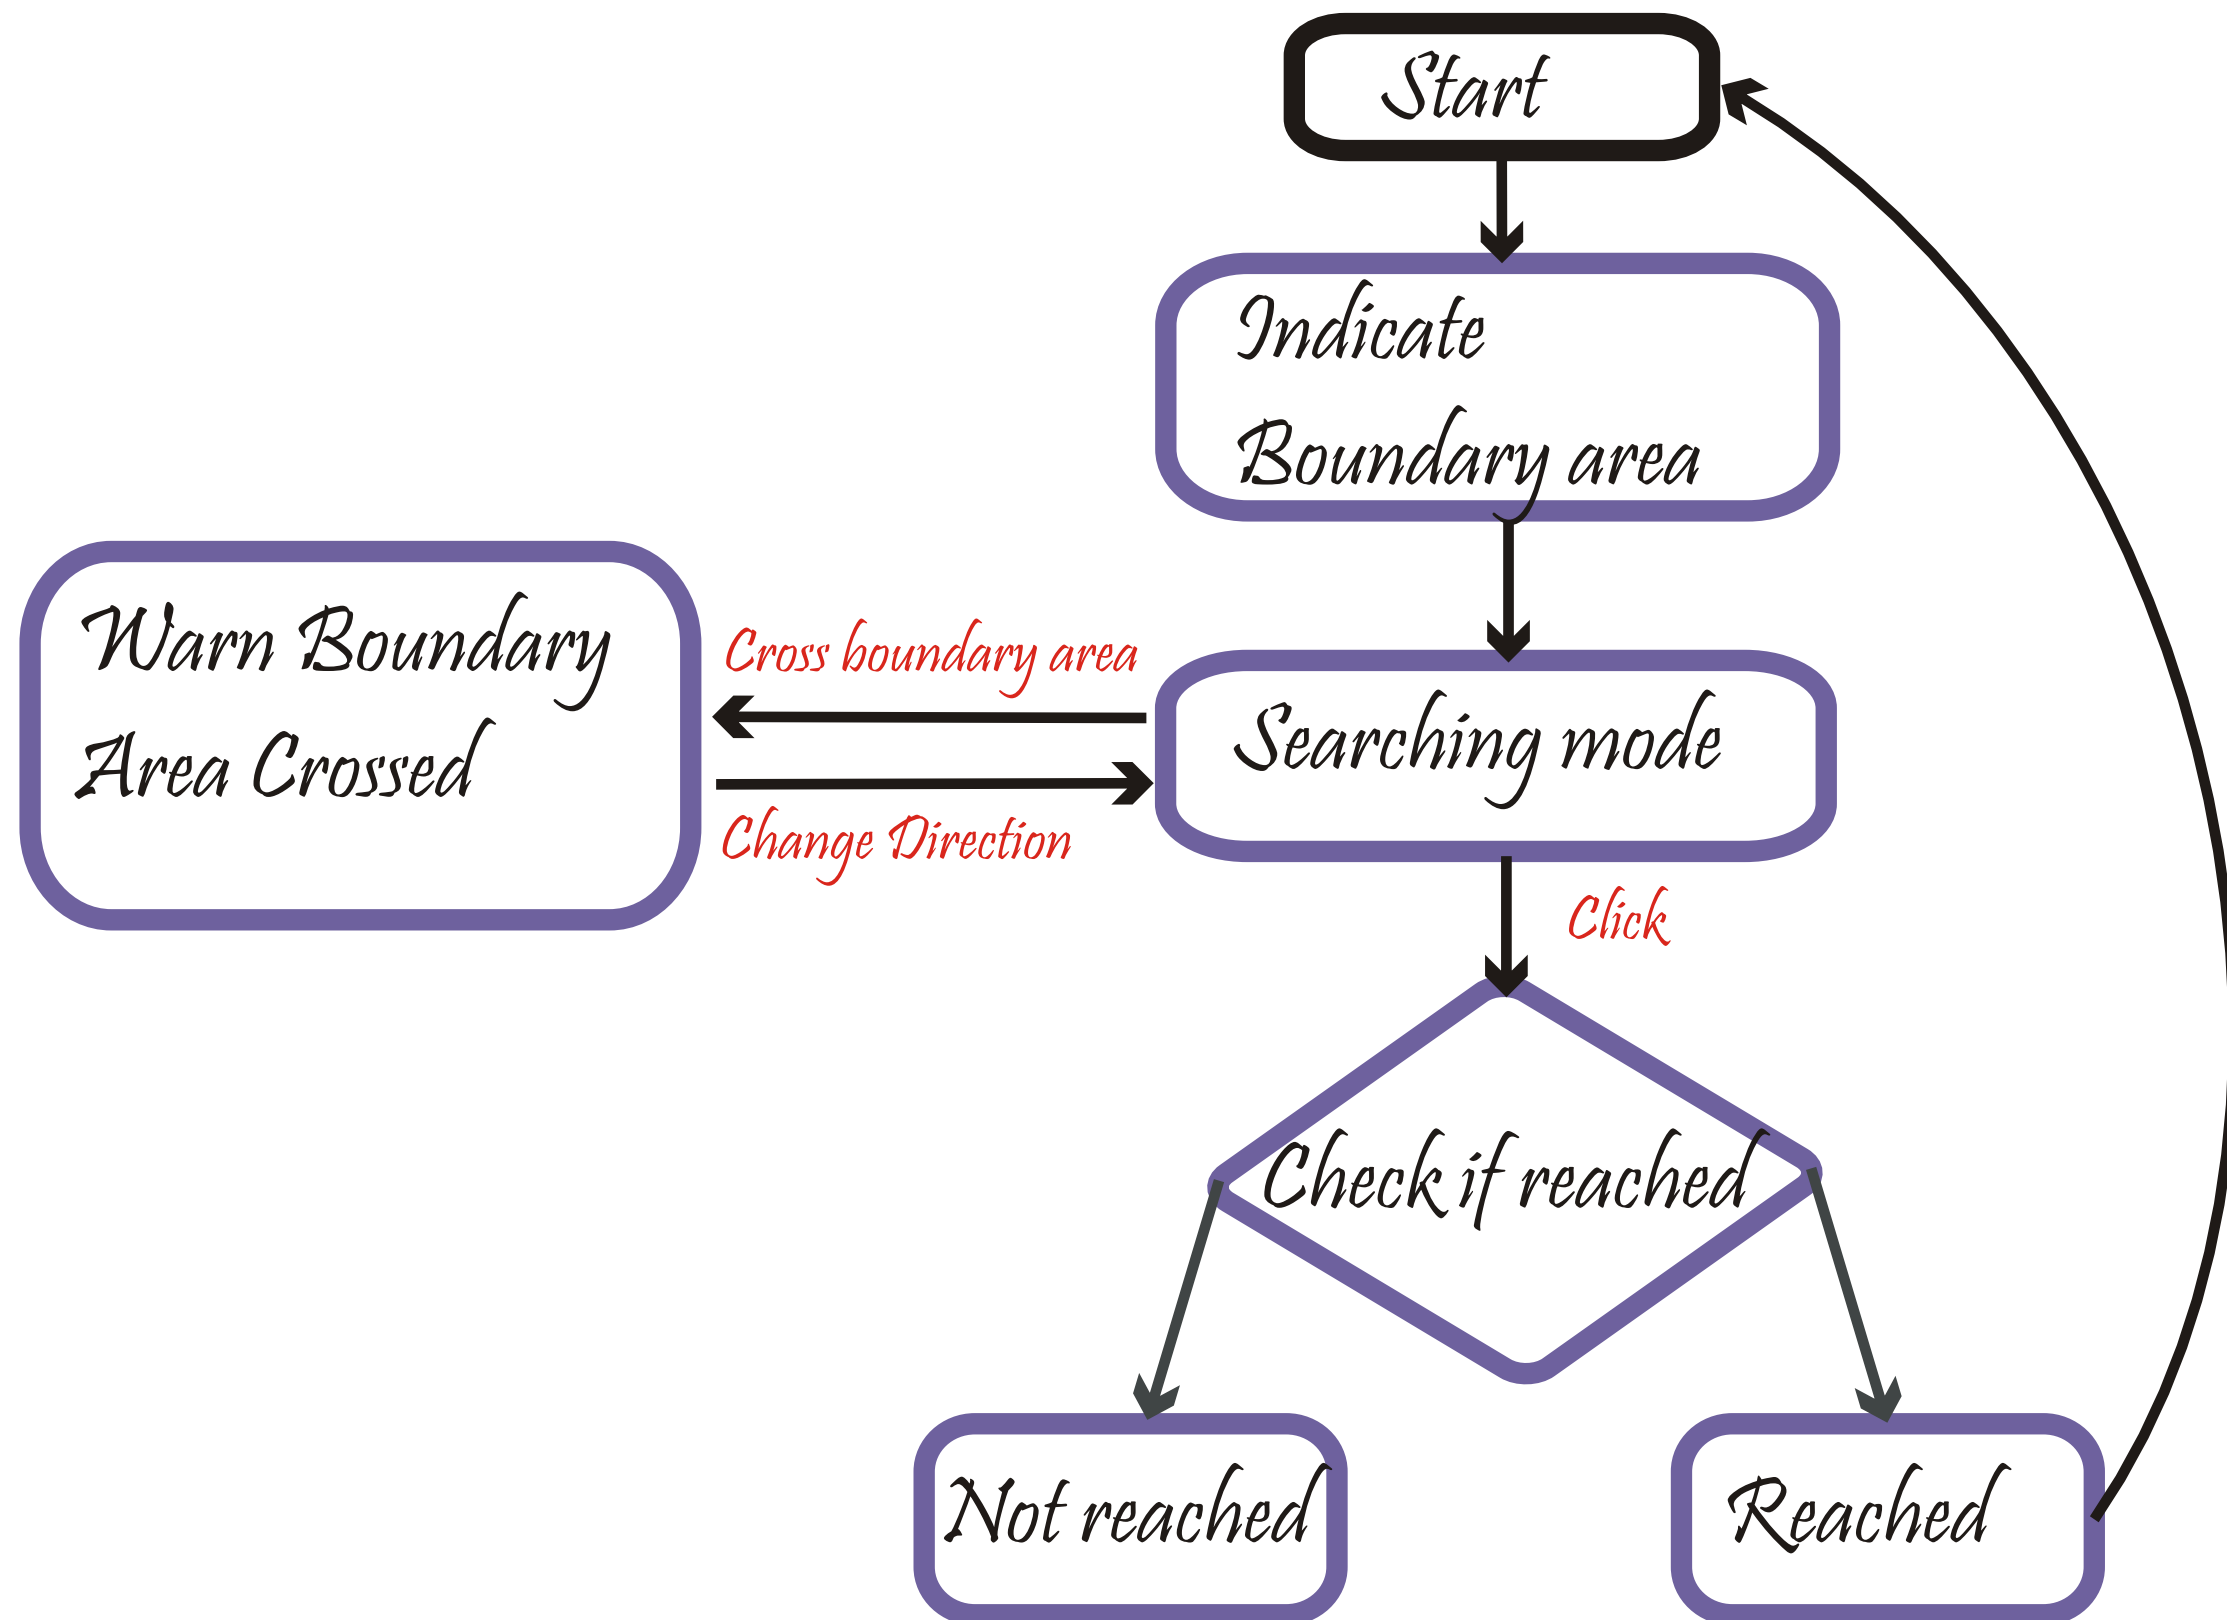 Start
Indicate
Boundary area
Warn Boundary
Area Crossed
Cross boundary area
Change Direction
Searching mode
Click
Check if reached
Not reached
Reached